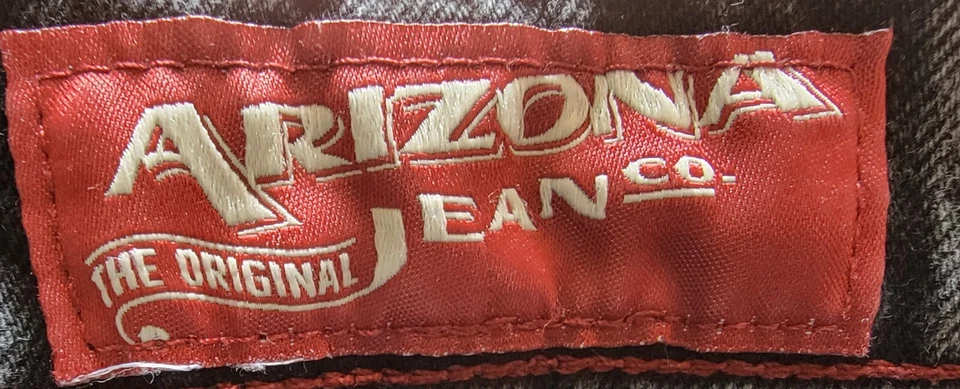 ARIZONA
JEAN CO.
THE ORIGINAL